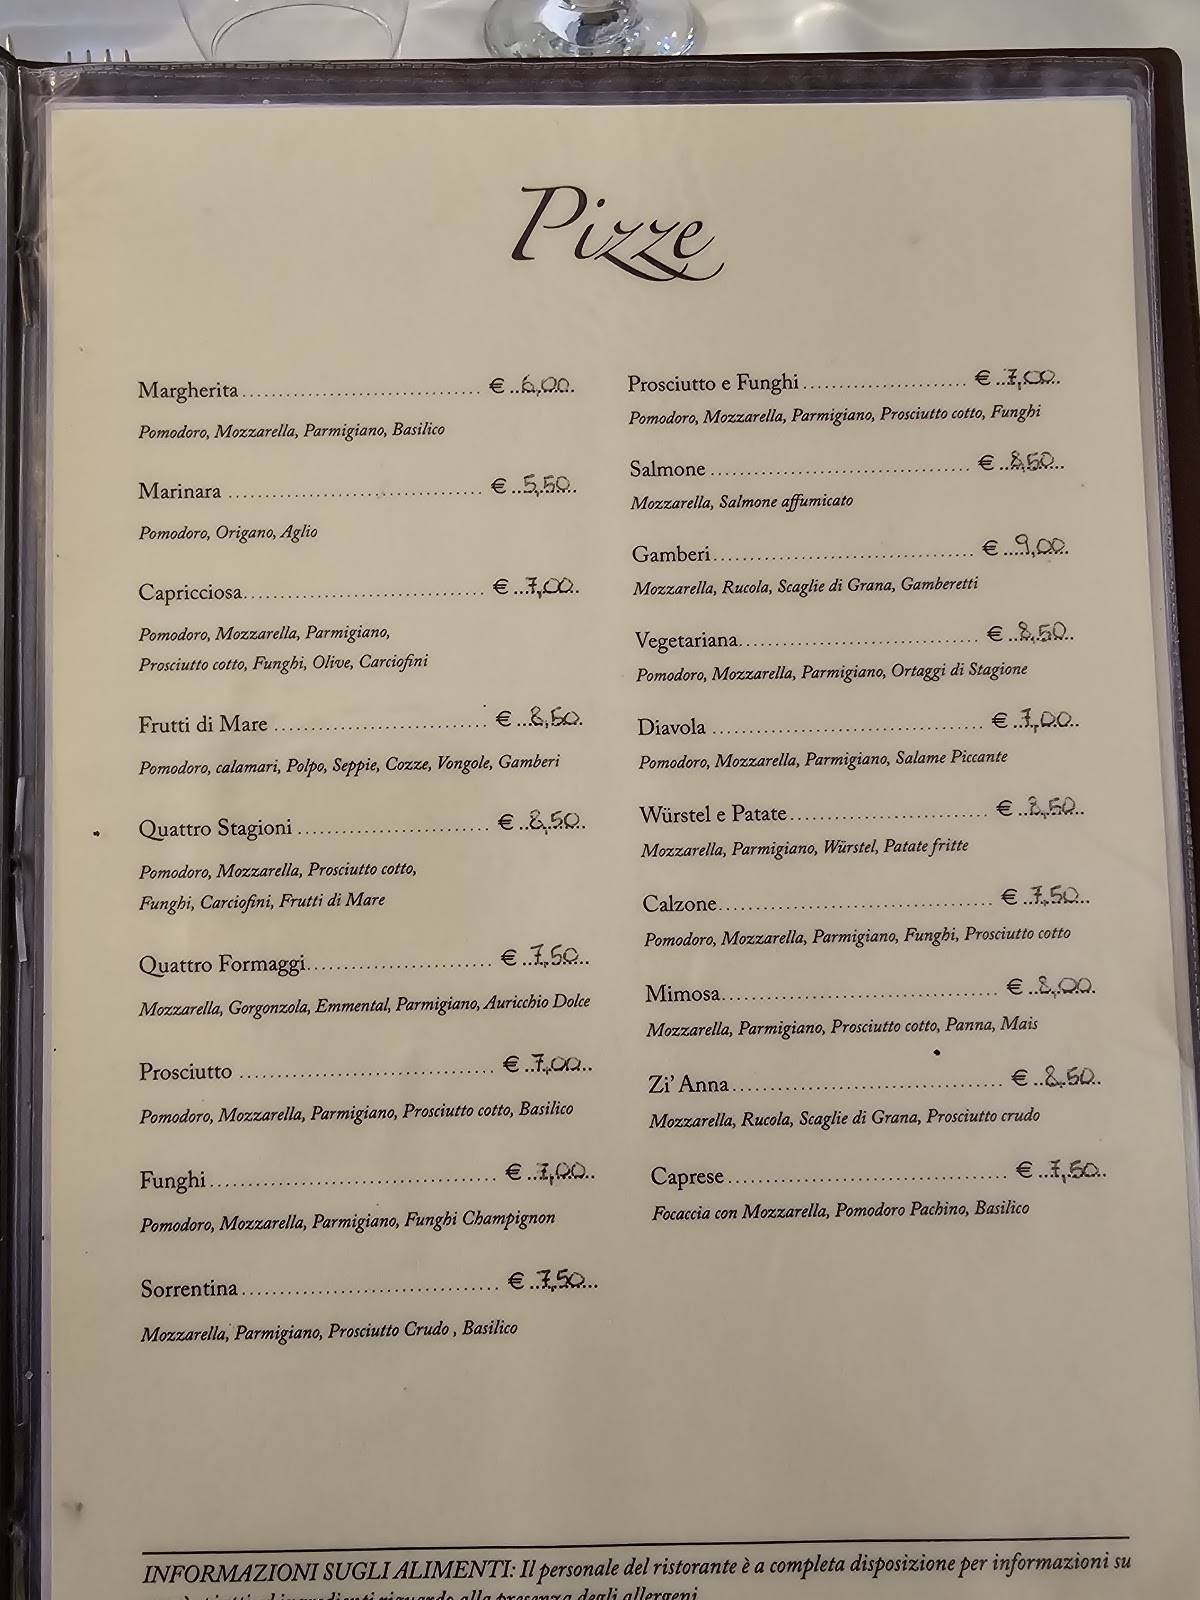 Pizze
Margherita ........ € 6,00
Pomodoro, Mozzarella, Parmigiano, Basilico
Marinara ........ € 5,50
Pomodoro, Origano, Aglio
Capricciosa ........ € 7,00
Pomodoro, Mozzarella, Parmigiano,
Prosciutto cotto, Funghi, Olive, Carciofini
Frutti di Mare ........ € 8,50
Pomodoro, calamari, Polpo, Seppie, Cozze, Vongole, Gamberi
Quattro Stagioni ........ € 8,50
Pomodoro, Mozzarella, Prosciutto cotto,
Funghi, Carciofini, Frutti di Mare
Quattro Formaggi ........ € 7,50
Mozzarella, Gorgonzola, Emmental, Parmigiano, Auricchio Dolce
Prosciutto ........ € 7,00
Pomodoro, Mozzarella, Parmigiano, Prosciutto cotto, Basilico
Funghi ........ € 7,00
Pomodoro, Mozzarella, Parmigiano, Funghi Champignon
Sorrentina ........ € 7,50
Mozzarella, Parmigiano, Prosciutto Crudo , Basilico
Prosciutto e Funghi ........ € 7,00
Pomodoro, Mozzarella, Parmigiano, Prosciutto cotto, Funghi
Salmone ........ € 8,50
Mozzarella, Salmone affumicato
Gamberi ........ € 9,00
Mozzarella, Rucola, Scaglie di Grana, Gamberetti
Vegetariana ........ € 8,50
Pomodoro, Mozzarella, Parmigiano, Ortaggi di Stagione
Diavola ........ € 7,00
Pomodoro, Mozzarella, Parmigiano, Salame Piccante
Würstel e Patate ........ € 8,50
Mozzarella, Parmigiano, Würstel, Patate fritte
Calzone ........ € 7,50
Pomodoro, Mozzarella, Parmigiano, Funghi, Prosciutto cotto
Mimosa ........ € 8,00
Mozzarella, Parmigiano, Prosciutto cotto, Panna, Mais
Zi' Anna ........ € 8,50
Mozzarella, Rucola, Scaglie di Grana, Prosciutto crudo
Caprese ........ € 7,50
Focaccia con Mozzarella, Pomodoro Pachino, Basilico
INFORMAZIONI SUGLI ALIMENTI: Il personale del ristorante è a completa disposizione per informazioni su
ingredienti riguardo alla presenza degli allergeni